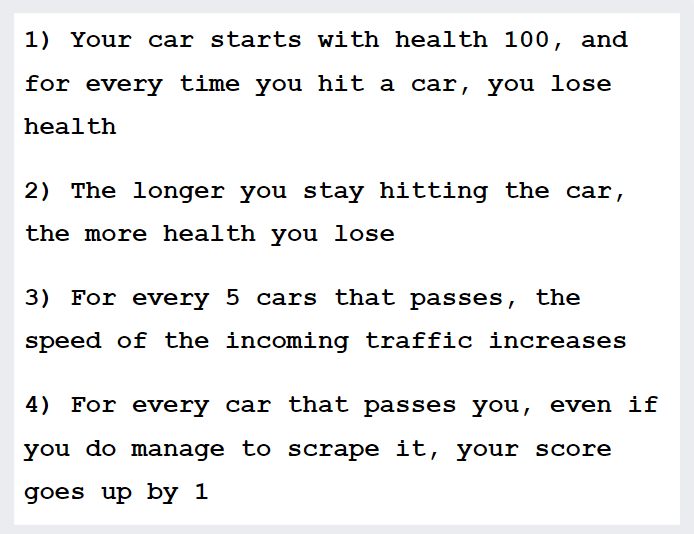 1) Your car starts with health 100, and
for every time you hit a car, you lose
health
2) The longer you stay hitting the car,
the more health you lose
3) For every 5 cars that passes, the
speed of the incoming traffic increases
4) For every car that passes you, even if
you do manage to scrape it, your score
goes up by 1